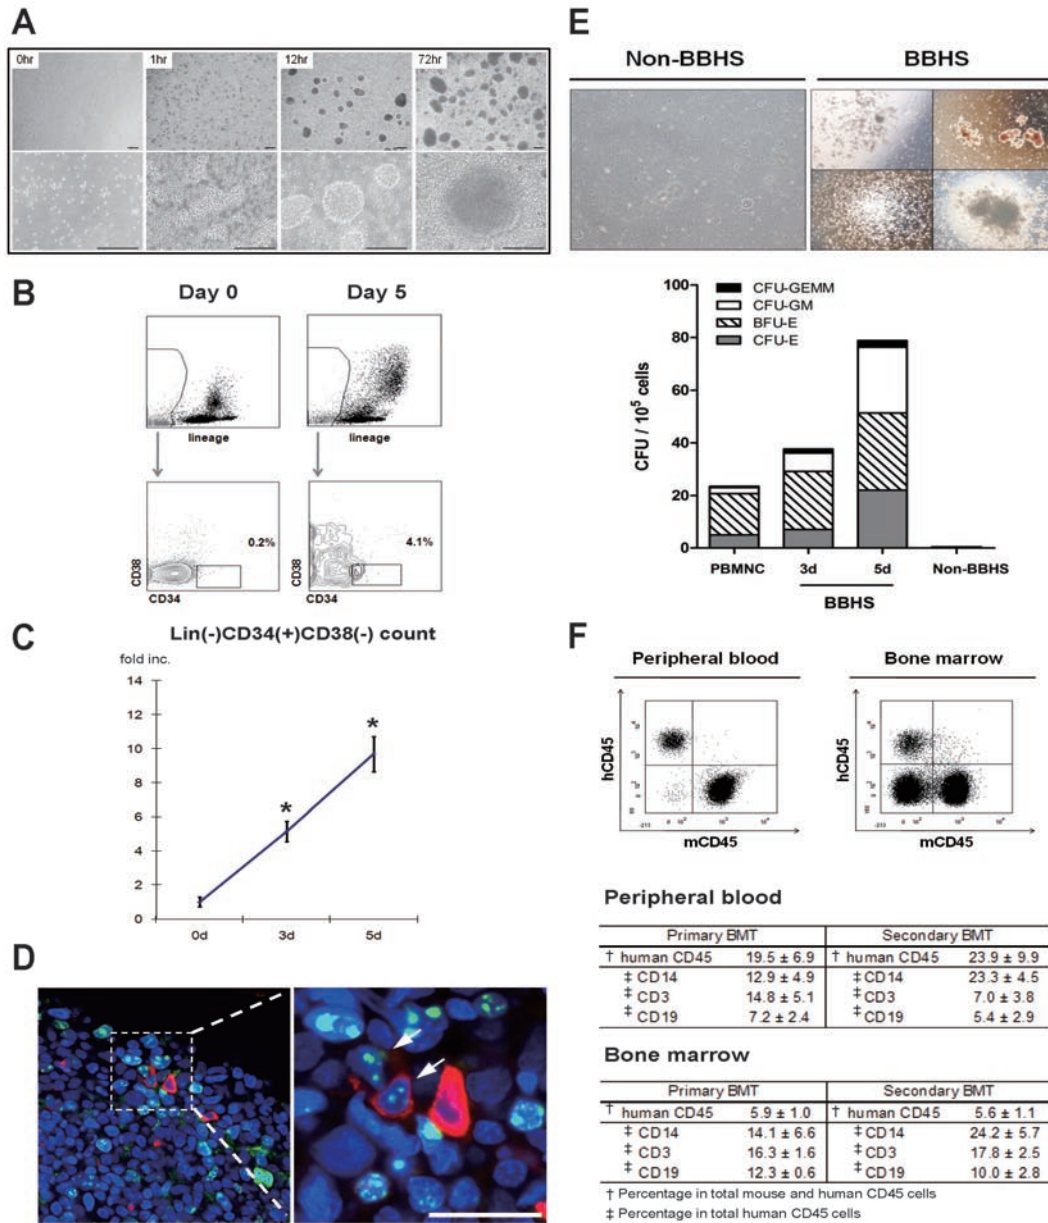 A
0hr 1hr 12hr 72hr
B
Day 0 Day 5
lineage lineage
0.2% 4.1%
CD38 CD38
CD34 CD34
C
Lin(-)CD34(+)CD38(-) count
fold inc.
14
12
10
8
6
4
2
0
* *
0d 3d 5d
D
E
Non-BBHS BBHS
CFU / 10⁵ cells
100
80
60
40
20
0
CFU-GEMM
CFU-GM
BFU-E
CFU-E
PBMNC 3d 5d Non-BBHS
BBHS
F
Peripheral blood Bone marrow
hCD45 hCD45
mCD45 mCD45
Peripheral blood
Primary BMT Secondary BMT
† human CD45 19.5 ± 6.9 † human CD45 23.9 ± 9.9
‡ CD14 12.9 ± 4.9 ‡ CD14 23.3 ± 4.5
‡ CD3 14.8 ± 5.1 ‡ CD3 7.0 ± 3.8
‡ CD19 7.2 ± 2.4 ‡ CD19 5.4 ± 2.9
Bone marrow
Primary BMT Secondary BMT
† human CD45 5.9 ± 1.0 † human CD45 5.6 ± 1.1
‡ CD14 14.1 ± 6.6 ‡ CD14 24.2 ± 5.7
‡ CD3 16.3 ± 1.6 ‡ CD3 17.8 ± 2.5
‡ CD19 12.3 ± 0.6 ‡ CD19 10.0 ± 2.8
† Percentage in total mouse and human CD45 cells
‡ Percentage in total human CD45 cells